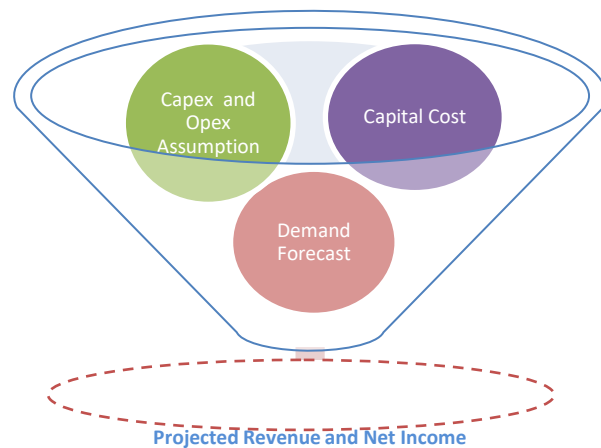 Capex and
Opex
Assumption
Capital Cost
Demand
Forecast
Projected Revenue and Net Income